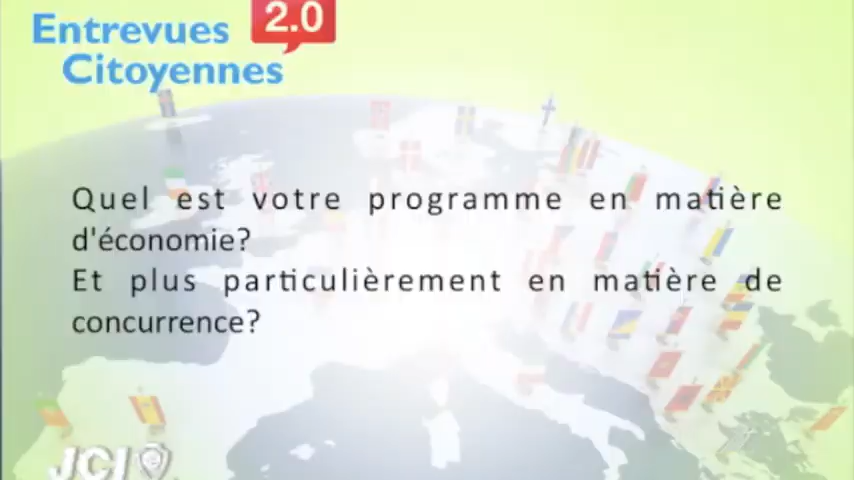 Entrevues 2.0
Citoyennes
Quel est votre programme en matière
d'économie?
Et plus particulièrement en matière de
concurrence?
JCI